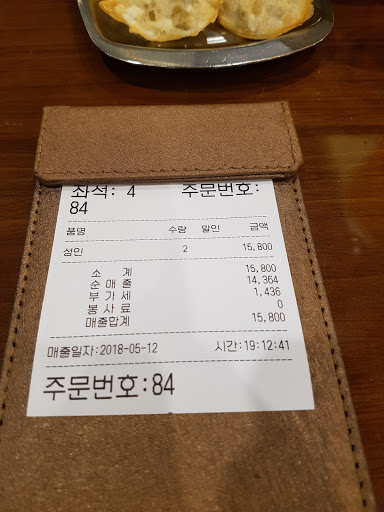 좌석: 4 주문번호:
84
품명 수량 할인 금액
성인 2 15,800
소 계 15,800
순 매 출 14,364
부 가 세 1,436
봉 사 료 0
매출합계 15,800
매출일자:2018-05-12 시간:19:12:41
주문번호:84